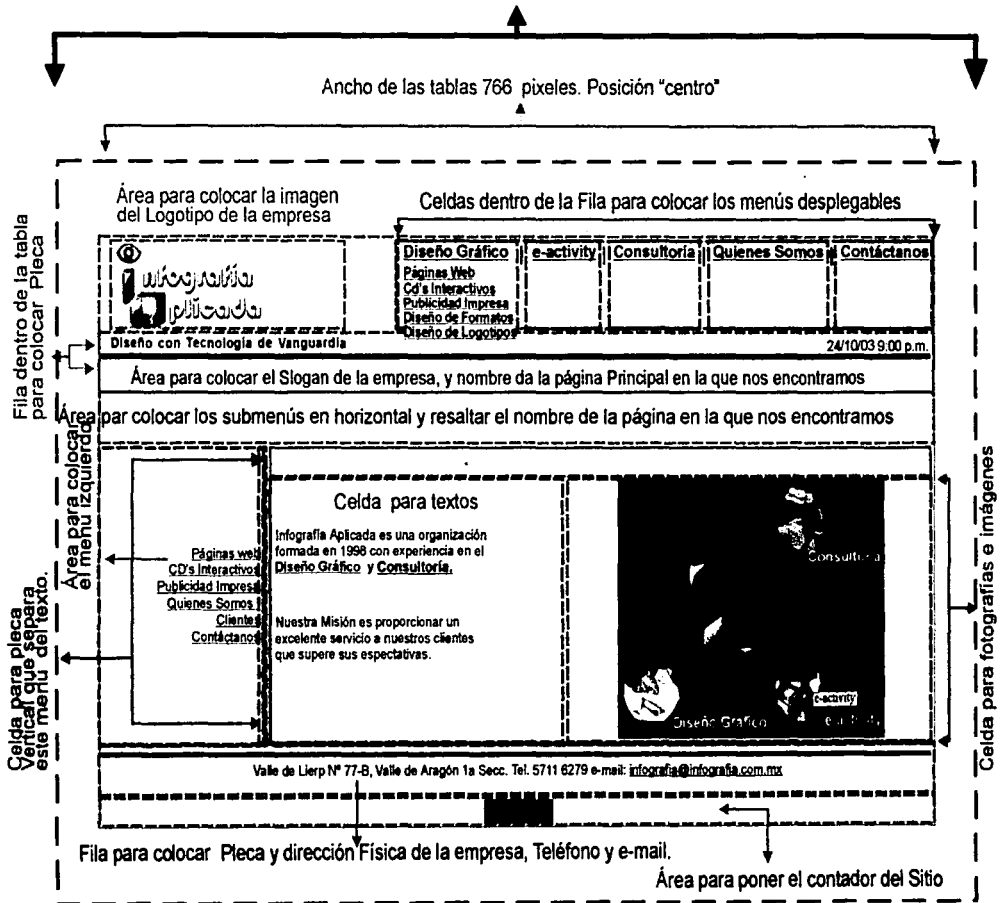 Ancho de las tablas 766 pixeles. Posición "centro"
Área para colocar la imagen
del Logotipo de la empresa
Celdas dentro de la Fila para colocar los menús desplegables
Fila dentro de la tabla
para colocar Pleca
Infografía
Aplicada
Diseño Gráfico
Páginas Web
Cd's Interactivos
Publicidad Impresa
Diseño de Formatos
Diseño de Logotipos
e-activity
Consultoría
Quienes Somos
Contáctanos
Diseño con Tecnología de Vanguardia
24/10/03 9:00 p.m.
Área para colocar el Slogan de la empresa, y nombre da la página Principal en la que nos encontramos
Área par colocar los submenús en horizontal y resaltar el nombre de la página en la que nos encontramos
Área para colocar
el menú izquierdo
Celda para pleca
Vertical que separa
este menú del texto.
Páginas web
CD's Interactivos
Publicidad Impresa
Quienes Somos
Clientes
Contáctanos
Celda para textos
Infografía Aplicada es una organización
formada en 1998 con experiencia en el
Diseño Gráfico y Consultoría.
Nuestra Misión es proporcionar un
excelente servicio a nuestros clientes
que supere sus espectativas.
Consultoría
Diseño Gráfico
e-activity
e-activity
Celda para fotografías e imágenes
Valle de Lierp Nº 77-B, Valle de Aragón 1a Secc. Tel. 5711 6279 e-mail: infografia@infografia.com.mx
Fila para colocar Pleca y dirección Física de la empresa, Teléfono y e-mail.
Área para poner el contador del Sitio